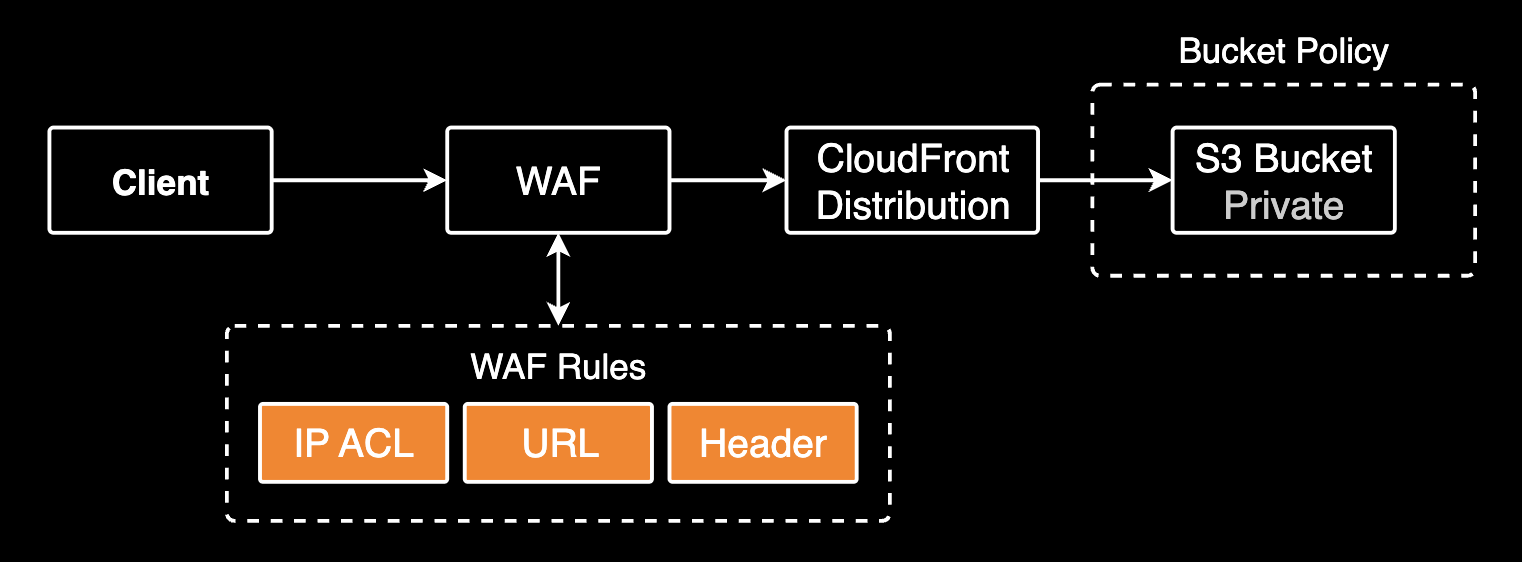 Bucket Policy
Client
WAF
CloudFront
Distribution
S3 Bucket
Private
WAF Rules
IP ACL
URL
Header